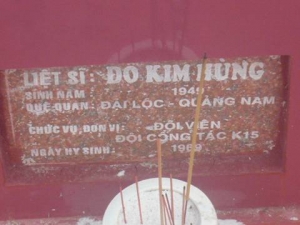 LIỆT SĨ: ĐỖ KIM HÙNG
SINH NĂM: 1949
QUÊ QUÁN: ĐẠI LỘC - QUẢNG NAM
CHỨC VỤ, ĐƠN VỊ: ĐỘI VIÊN
ĐỘI CÔNG TÁC K15
NGÀY HY SINH: 1969